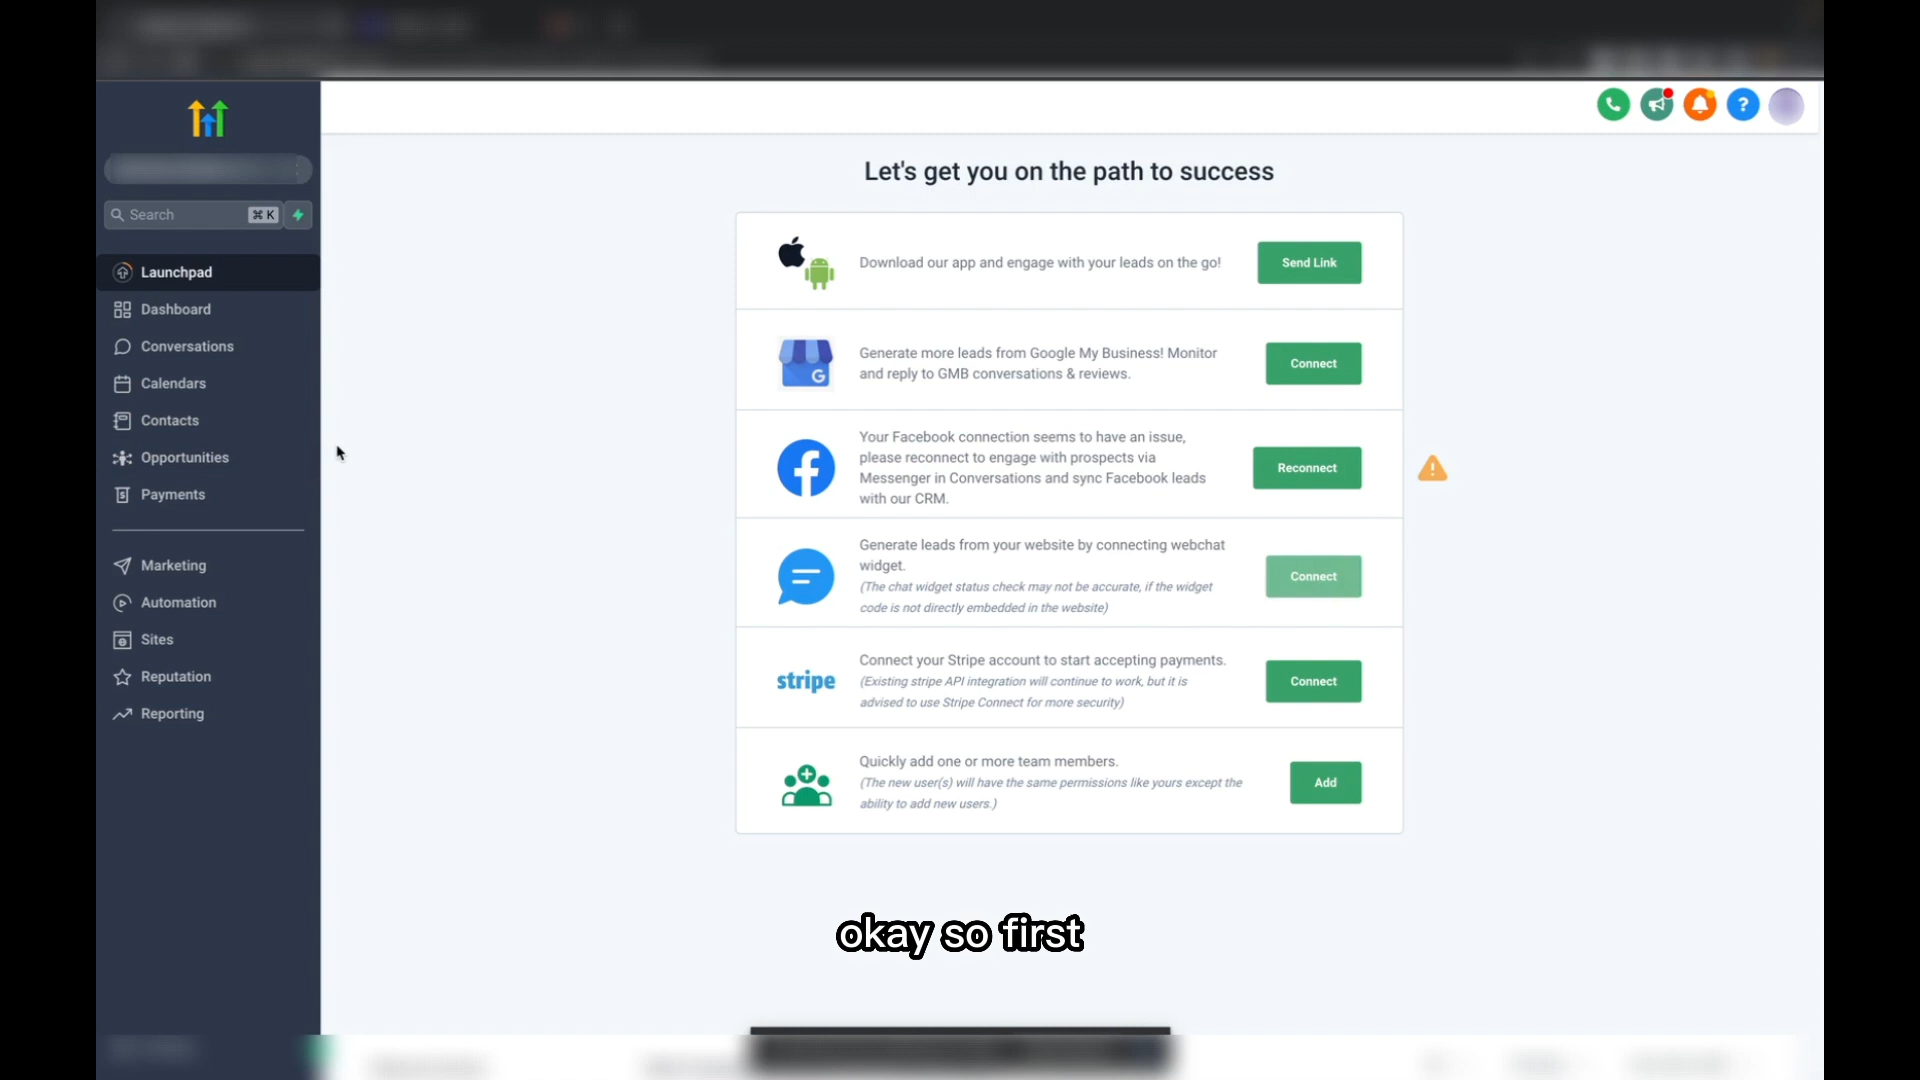 Search
⌘ K
Launchpad
Dashboard
Conversations
Calendars
Contacts
Opportunities
Payments
Marketing
Automation
Sites
Reputation
Reporting
?
Let's get you on the path to success
Download our app and engage with your leads on the go!
Send Link
G
Generate more leads from Google My Business! Monitor
and reply to GMB conversations & reviews.
Connect
Your Facebook connection seems to have an issue,
please reconnect to engage with prospects via
Messenger in Conversations and sync Facebook leads
with our CRM.
Reconnect
Generate leads from your website by connecting webchat
widget.
(The chat widget status check may not be accurate, if the widget
code is not directly embedded in the website)
Connect
stripe
Connect your Stripe account to start accepting payments.
(Existing stripe API integration will continue to work, but it is
advised to use Stripe Connect for more security)
Connect
Quickly add one or more team members.
(The new user(s) will have the same permissions like yours except the
ability to add new users.)
Add
okay so first